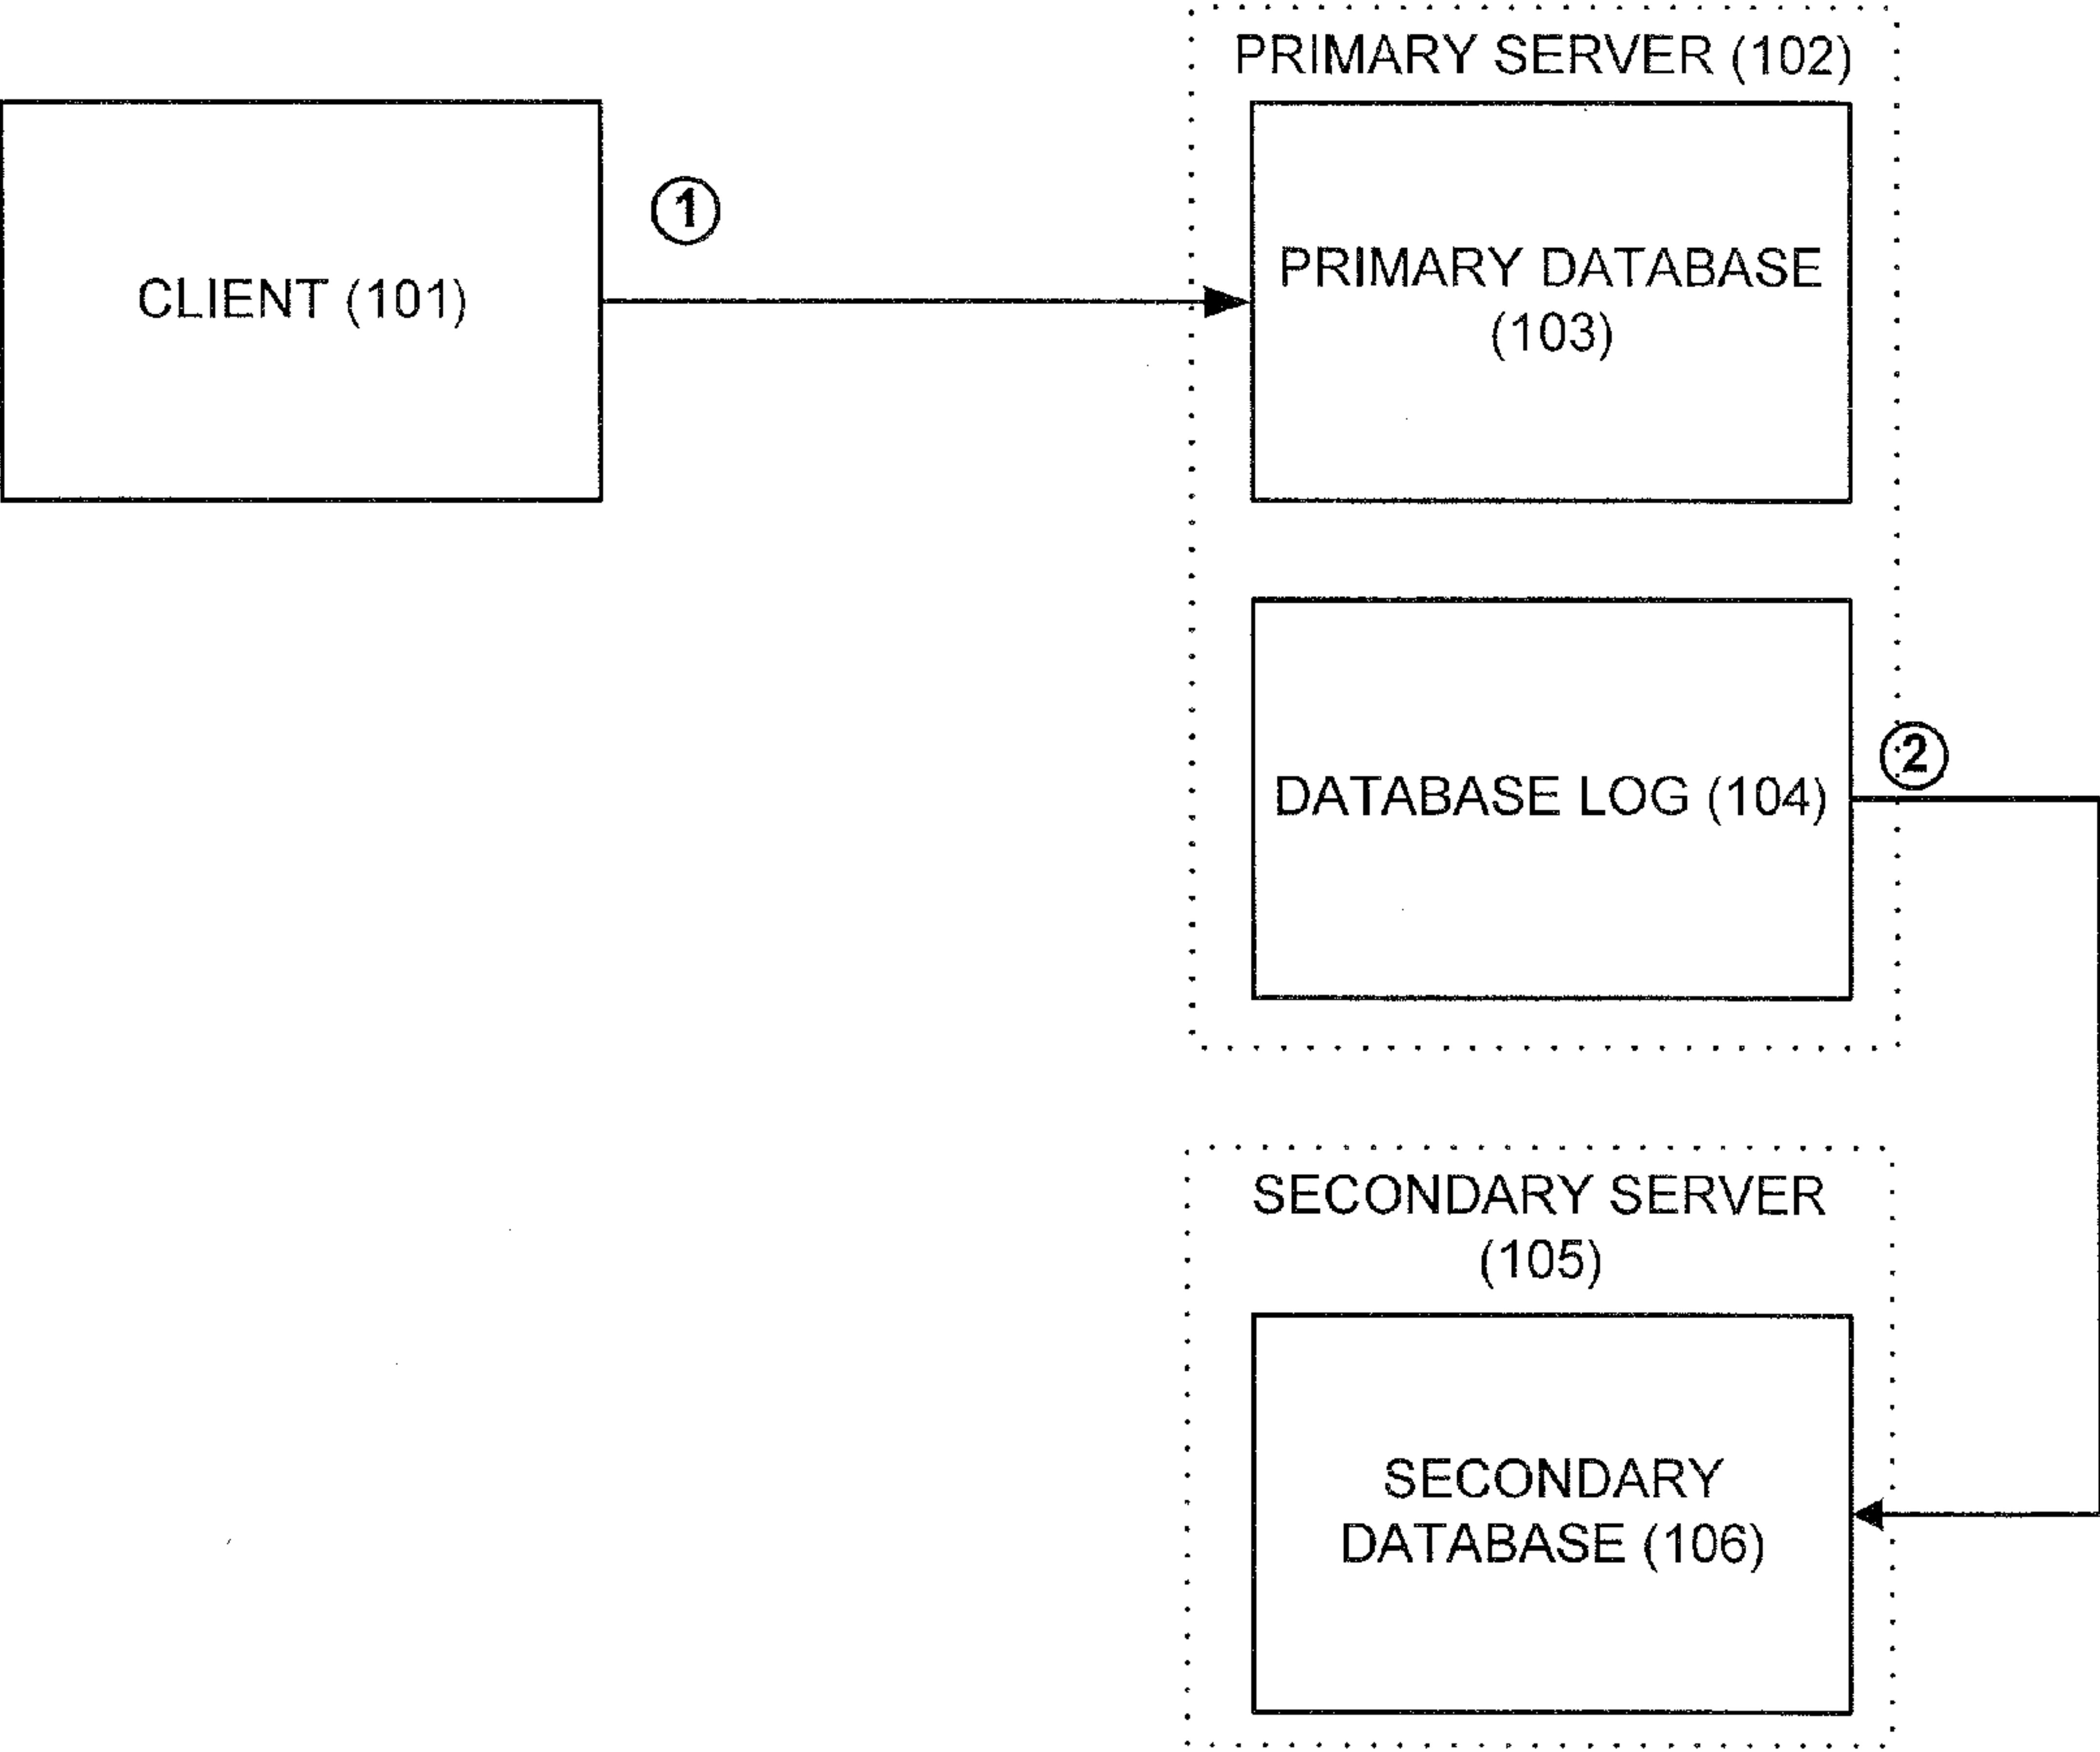 PRIMARY SERVER (102)
CLIENT (101)
1
PRIMARY DATABASE
(103)
DATABASE LOG (104)
2
SECONDARY SERVER
(105)
SECONDARY
DATABASE (106)